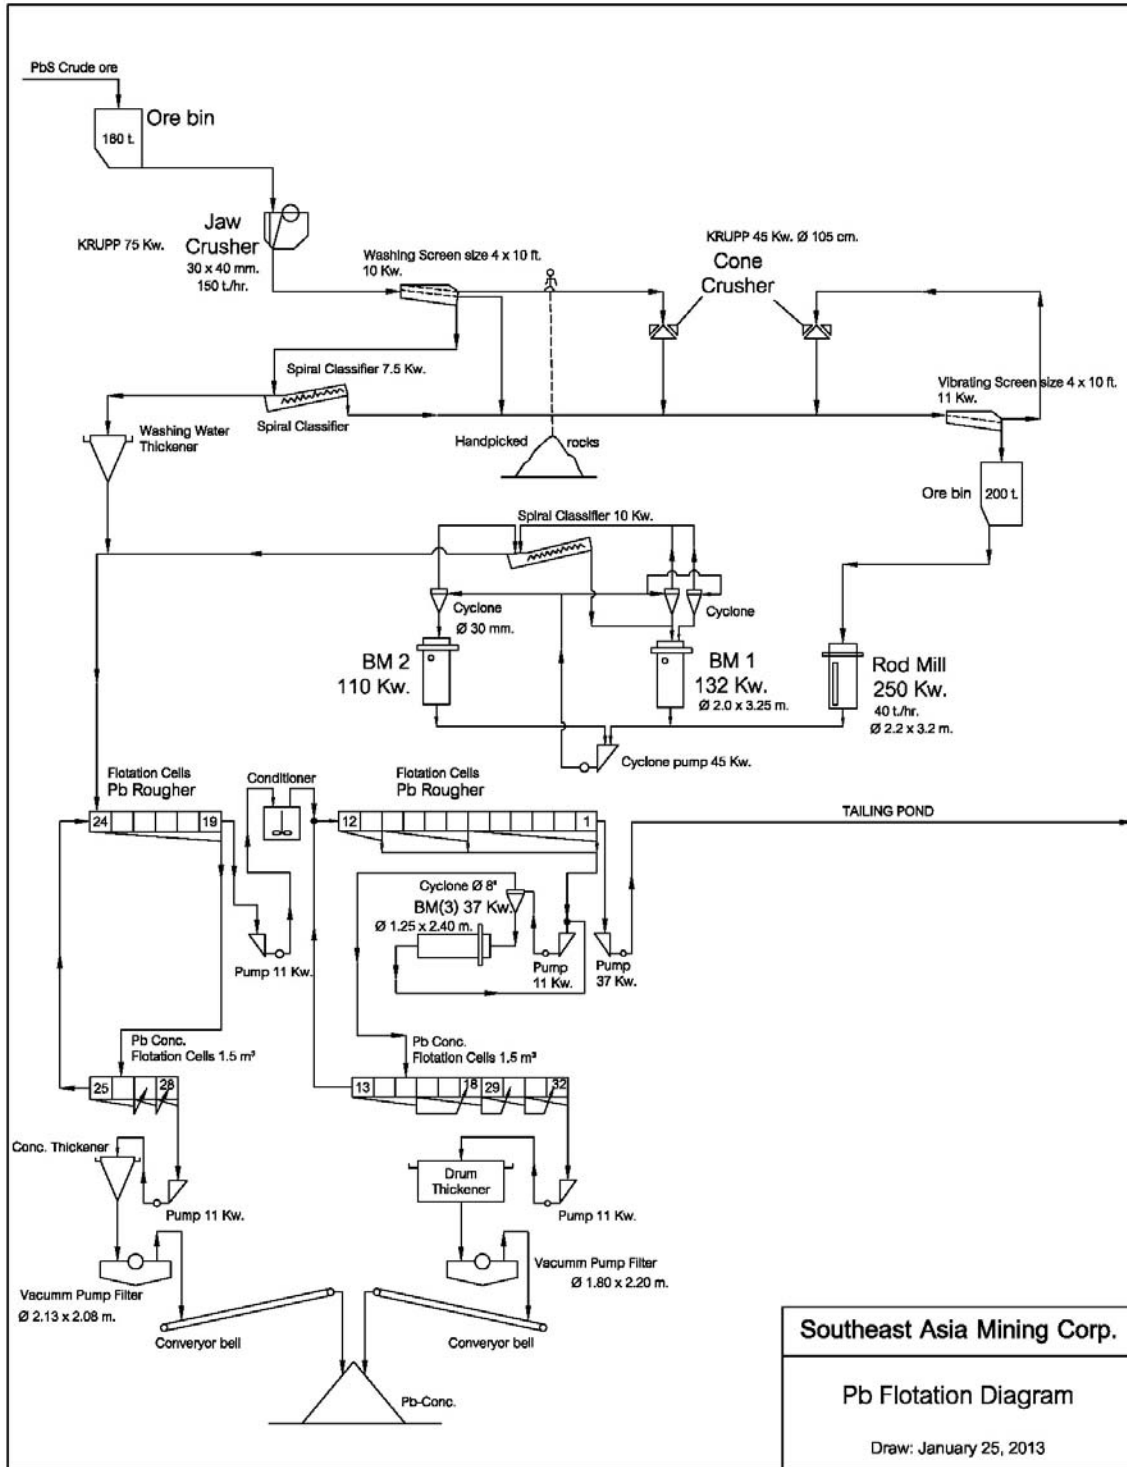 PbS Crude ore
Ore bin
160 t.
Jaw
Crusher
KRUPP 75 Kw.
30 x 40 mm.
150 t./hr.
Washing Screen size 4 x 10 ft.
10 Kw.
KRUPP 45 Kw. Ø 105 cm.
Cone
Crusher
Spiral Classifier 7.5 Kw.
Spiral Classifier
Vibrating Screen size 4 x 10 ft.
11 Kw.
Washing Water
Thickener
Handpicked rocks
Ore bin
200 t.
Spiral Classifier 10 Kw.
Cyclone
Ø 30 mm.
Cyclone
BM 2
110 Kw.
BM 1
132 Kw.
Ø 2.0 x 3.25 m.
Rod Mill
250 Kw.
40 t./hr.
Ø 2.2 x 3.2 m.
Cyclone pump 45 Kw.
Flotation Cells
Pb Rougher
24 19
Conditioner
Flotation Cells
Pb Rougher
12 1
TAILING POND
Cyclone Ø 8"
BM(3) 37 Kw.
Ø 1.25 x 2.40 m.
Pump 11 Kw.
Pump
11 Kw.
Pump
37 Kw.
Pb Conc.
Flotation Cells 1.5 m³
25 28
Pb Conc.
Flotation Cells 1.5 m³
13 18 29 32
Conc. Thickener
Drum
Thickener
Pump 11 Kw.
Pump 11 Kw.
Vacumm Pump Filter
Ø 2.13 x 2.08 m.
Vacumm Pump Filter
Ø 1.80 x 2.20 m.
Converyor bell
Converyor bell
Pb-Conc.
Southeast Asia Mining Corp.
Pb Flotation Diagram
Draw: January 25, 2013